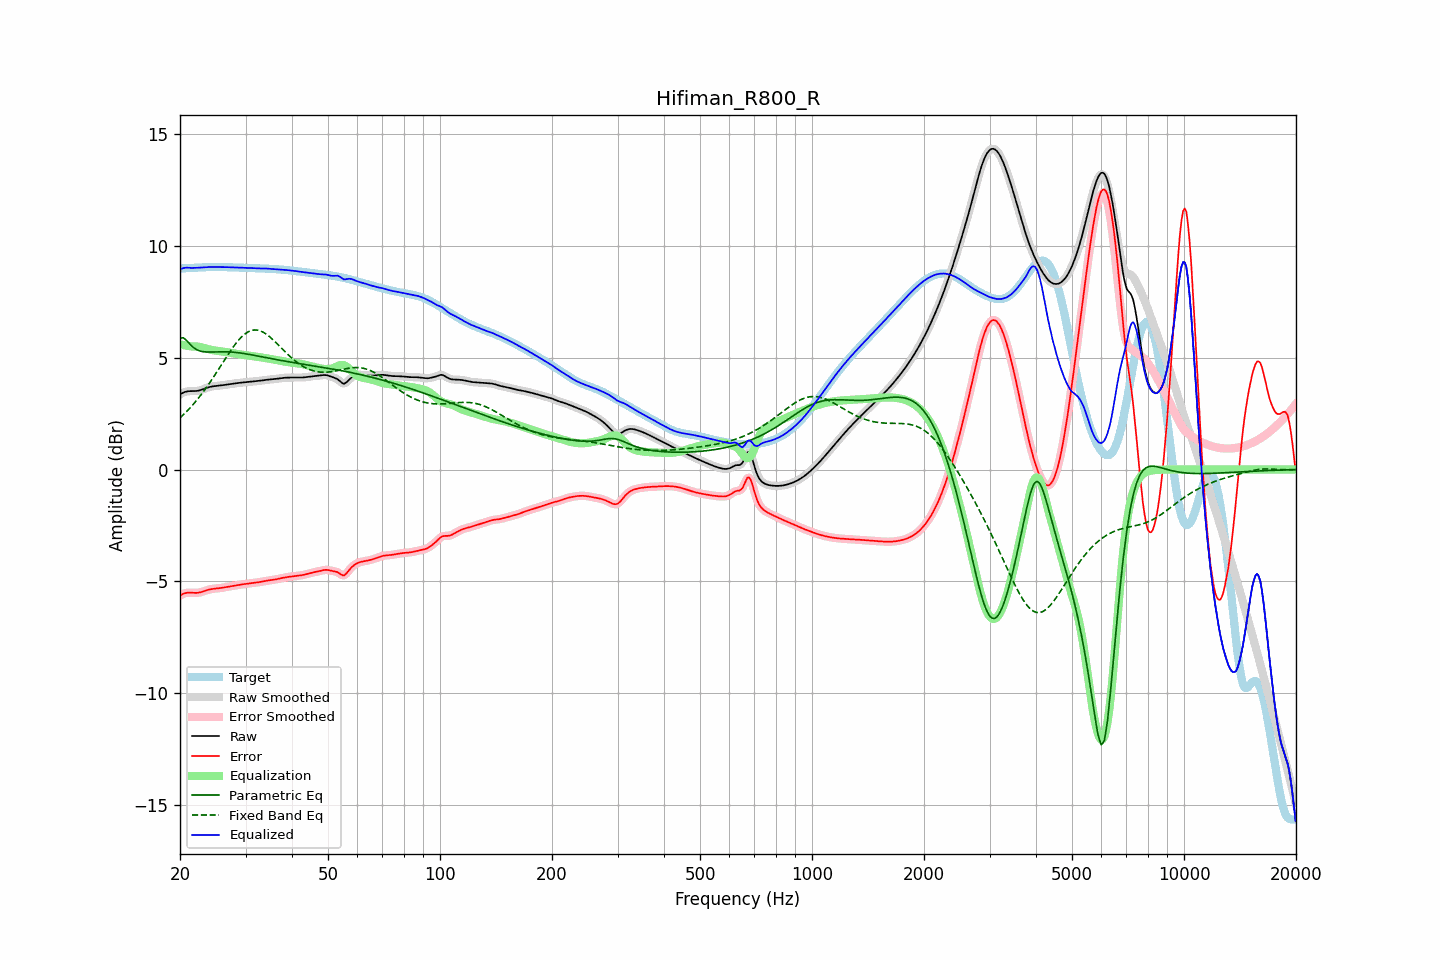 Hifiman_R800_R
Amplitude (dBr)
15
10
5
0
−5
−10
−15
Target
Raw Smoothed
Error Smoothed
Raw
Error
Equalization
Parametric Eq
Fixed Band Eq
Equalized
20
50
100
200
500
1000
2000
5000
10000
20000
Frequency (Hz)